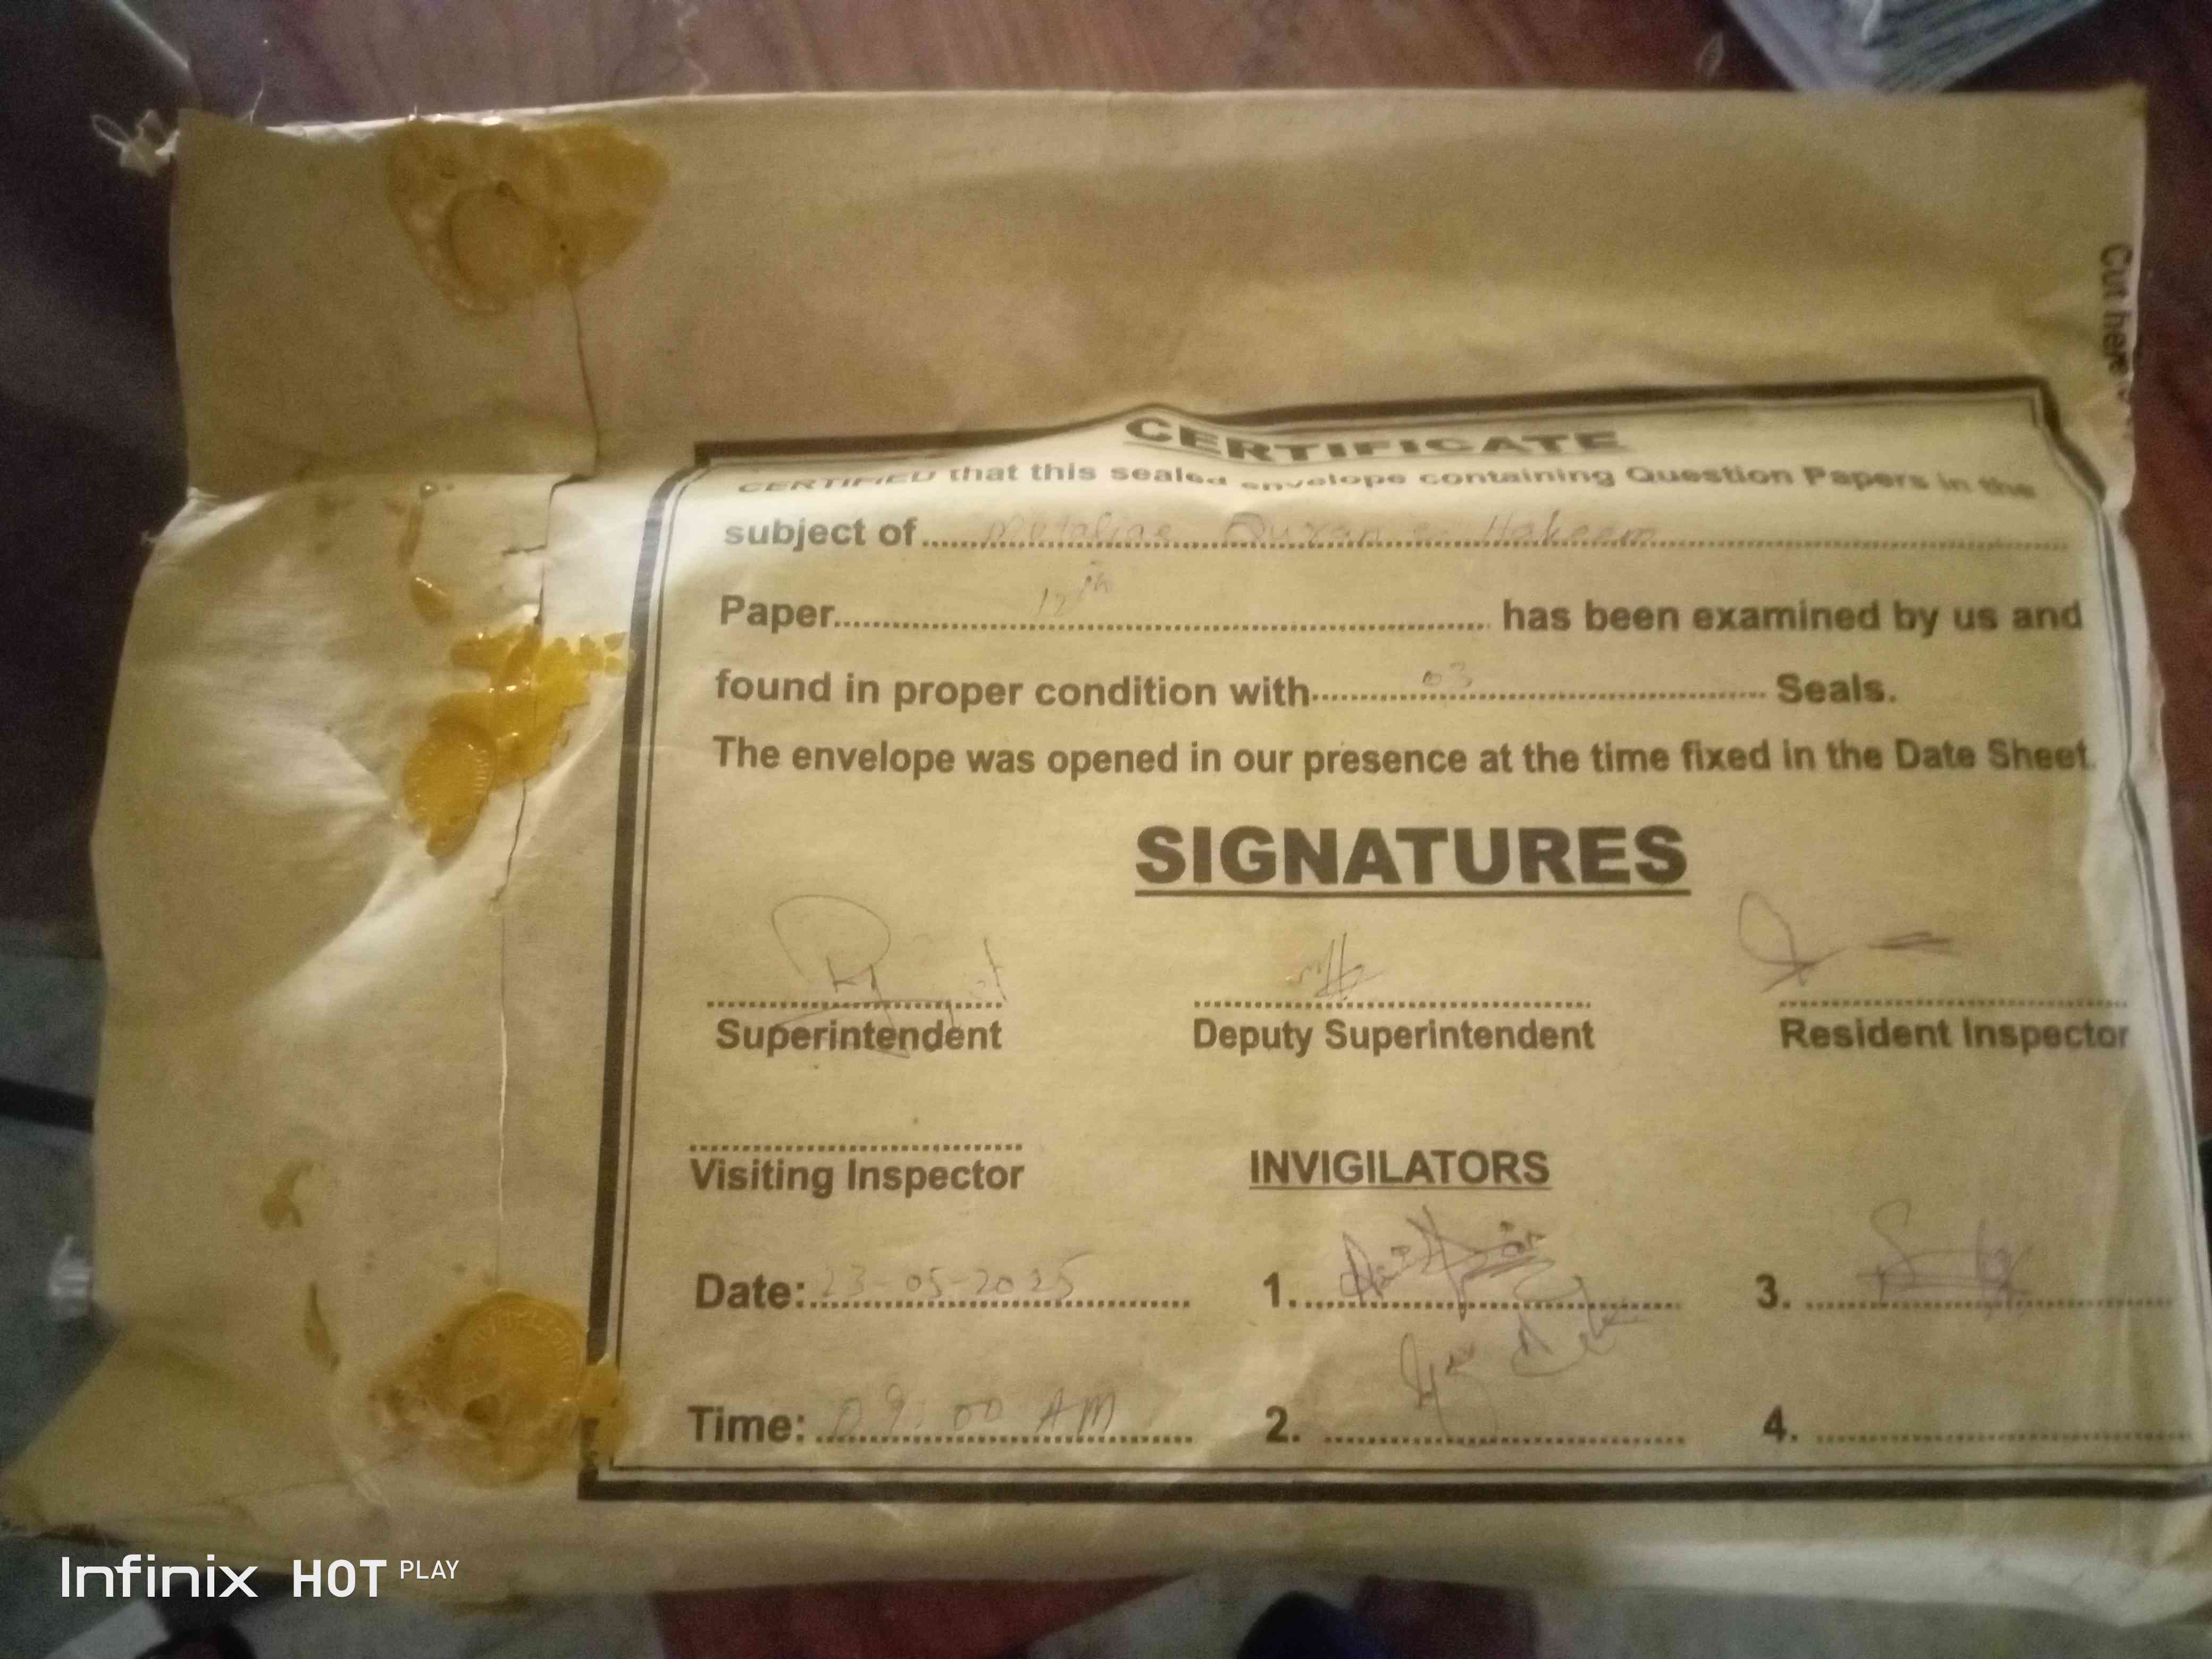 Cut here
CERTIFICATE
CERTIFIED that this sealed envelope containing Question Papers in the
subject of.......... Mutaliae Quran e Hakeem ..........
Paper.......... 12th .......... has been examined by us and
found in proper condition with.......... 03 .......... Seals.
The envelope was opened in our presence at the time fixed in the Date Sheet.
SIGNATURES
Superintendent
Deputy Superintendent
Resident Inspector
Visiting Inspector
INVIGILATORS
Date: 23-05-2025
1.
3.
Time: 09:00 AM
2.
4.
Infinix HOT PLAY